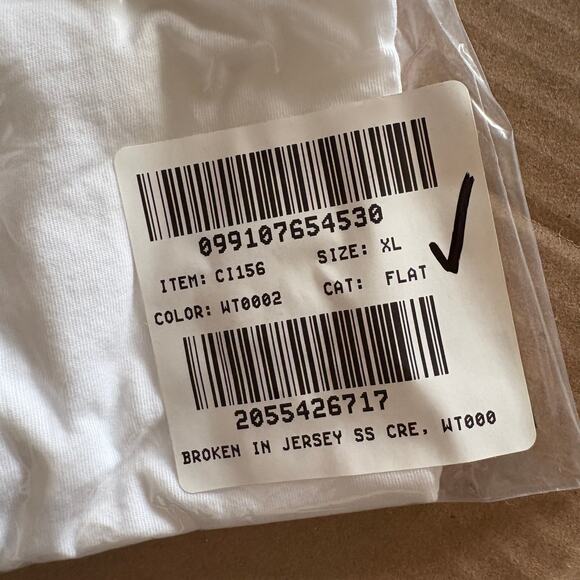 099107654530
ITEM: CI156 SIZE: XL
COLOR: WT0002 CAT: FLAT
2055426717
BROKEN IN JERSEY SS CRE, WT000